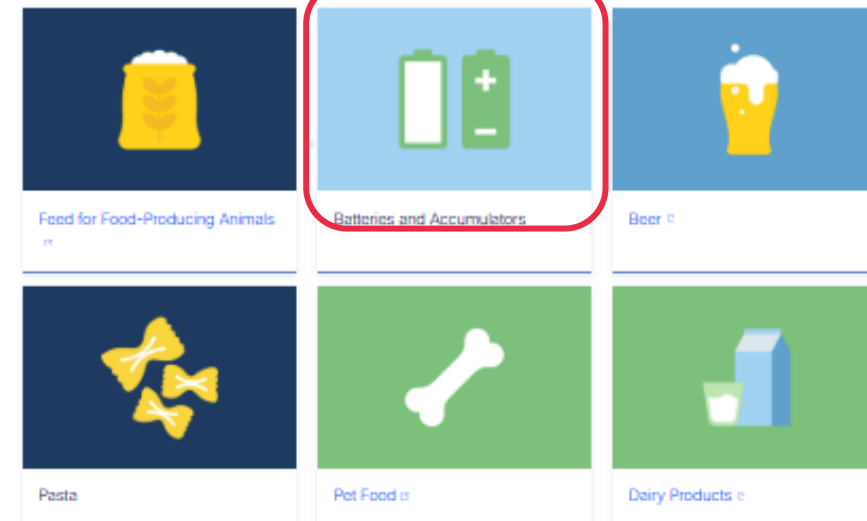 Feed for Food-Producing Animals
Batteries and Accumulators
Beer
Pasta
Pet Food
Dairy Products